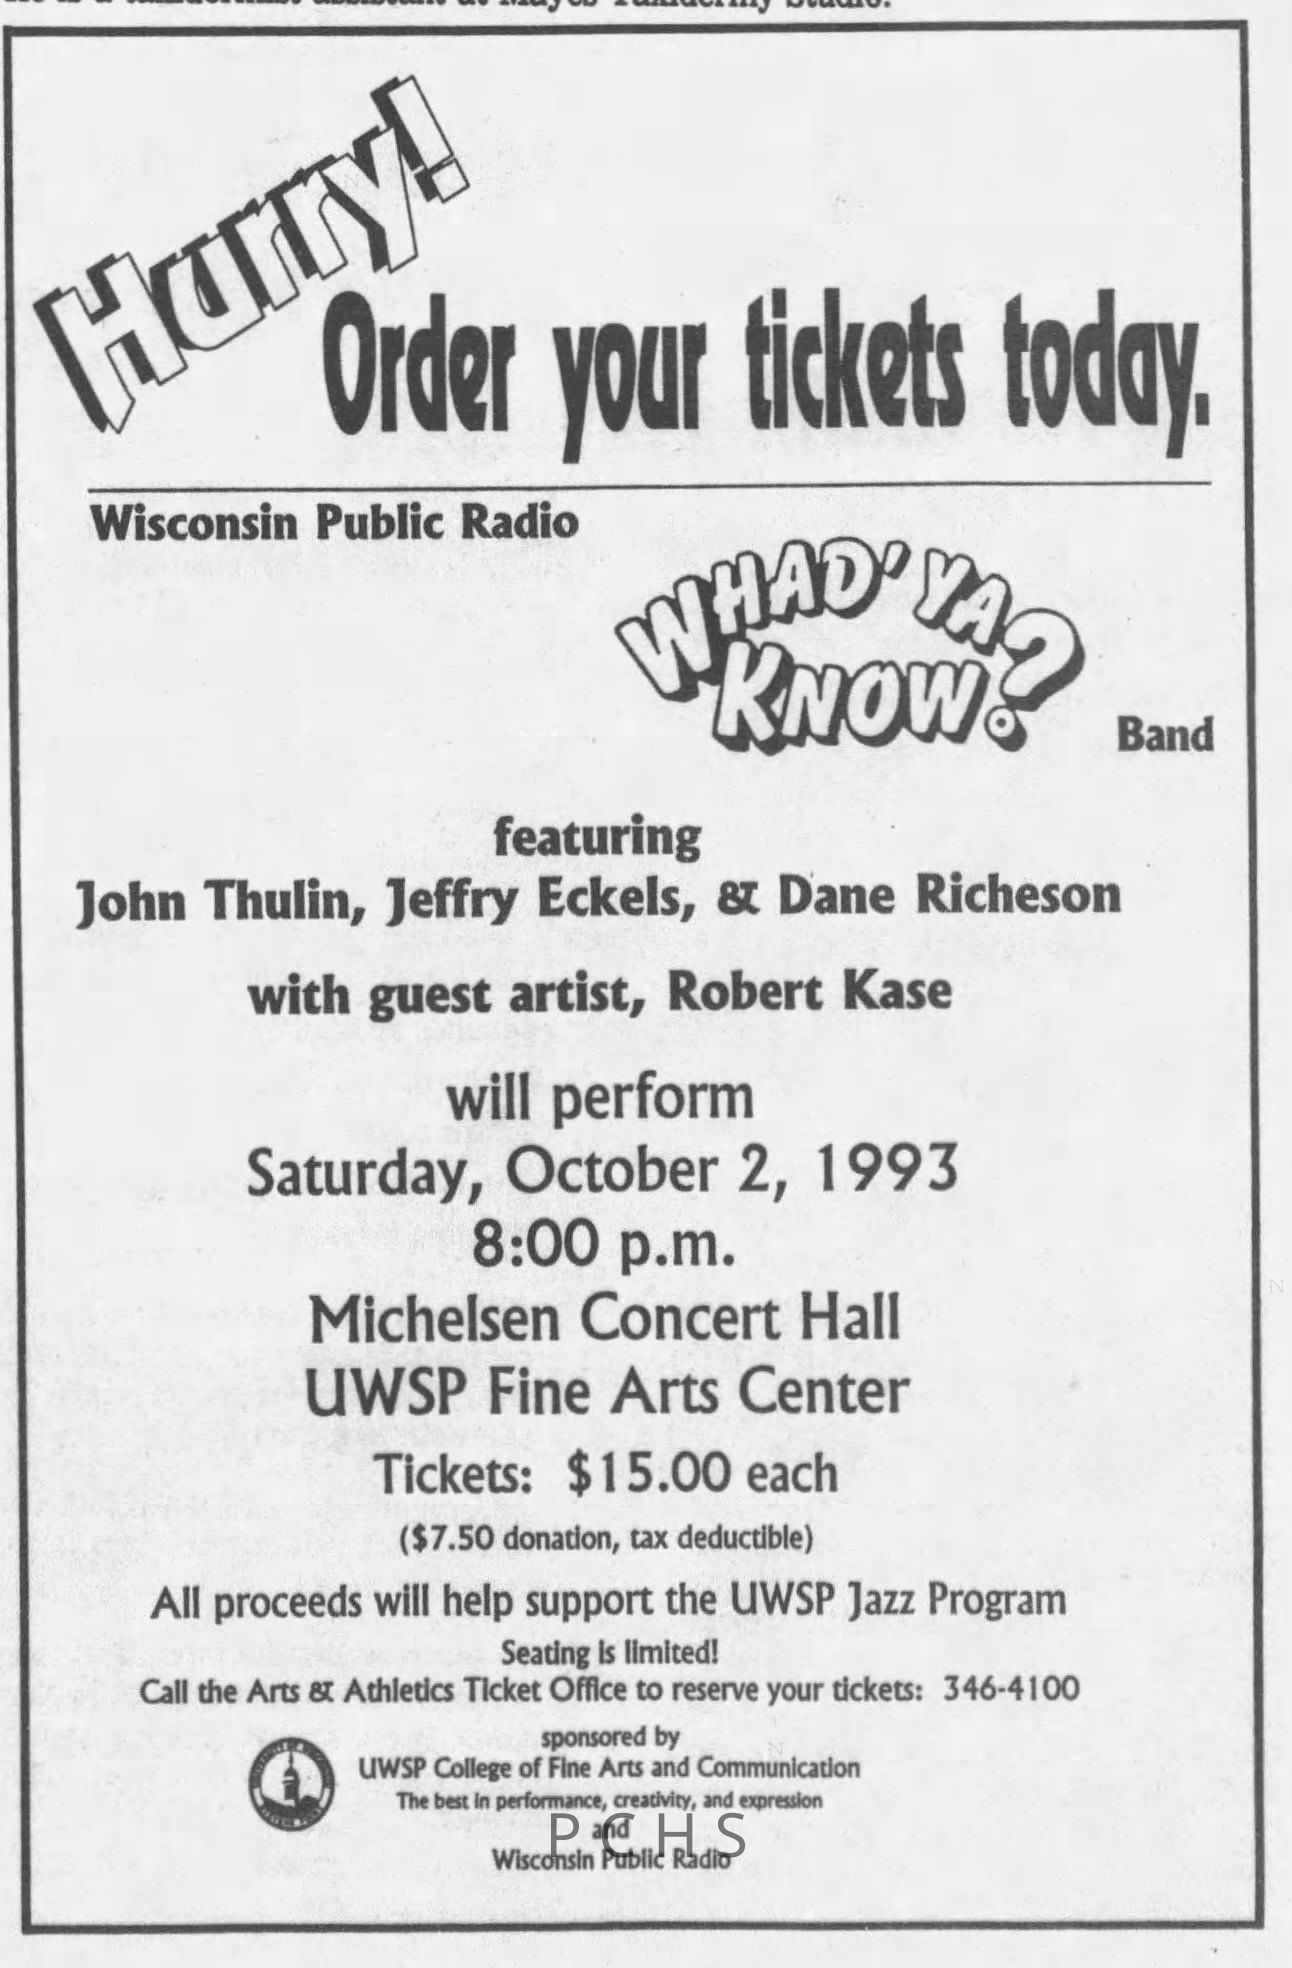 Hurry!
Order your tickets today.
Wisconsin Public Radio
WHAD' YA
KNOW?
Band
featuring
John Thulin, Jeffry Eckels, & Dane Richeson
with guest artist, Robert Kase
will perform
Saturday, October 2, 1993
8:00 p.m.
Michelsen Concert Hall
UWSP Fine Arts Center
Tickets: $15.00 each
($7.50 donation, tax deductible)
All proceeds will help support the UWSP Jazz Program
Seating is limited!
Call the Arts & Athletics Ticket Office to reserve your tickets: 346-4100
sponsored by
UWSP College of Fine Arts and Communication
The best in performance, creativity, and expression
and
Wisconsin Public Radio
PCHS